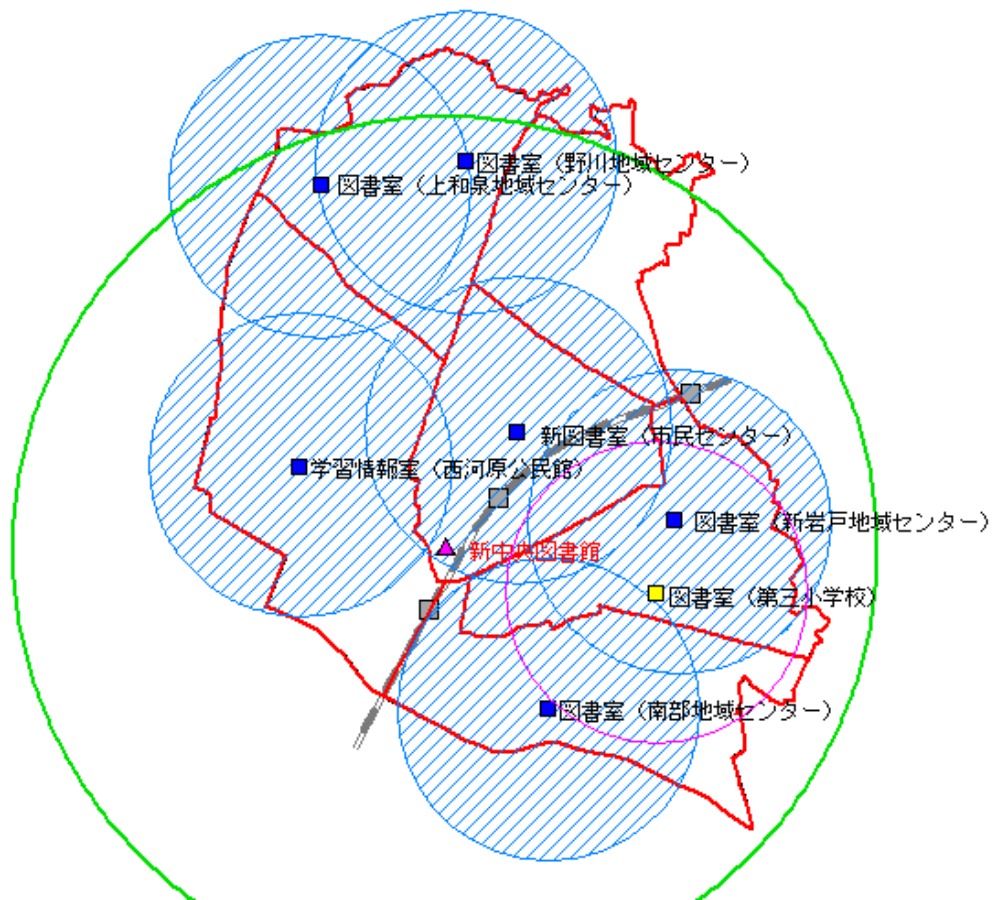 図書室（野川地域センター）
図書室（上和泉地域センター）
新図書室（市民センター）
学習情報室（西河原公民館）
図書室（新岩戸地域センター）
新中央図書館
図書室（第三小学校）
図書室（南部地域センター）